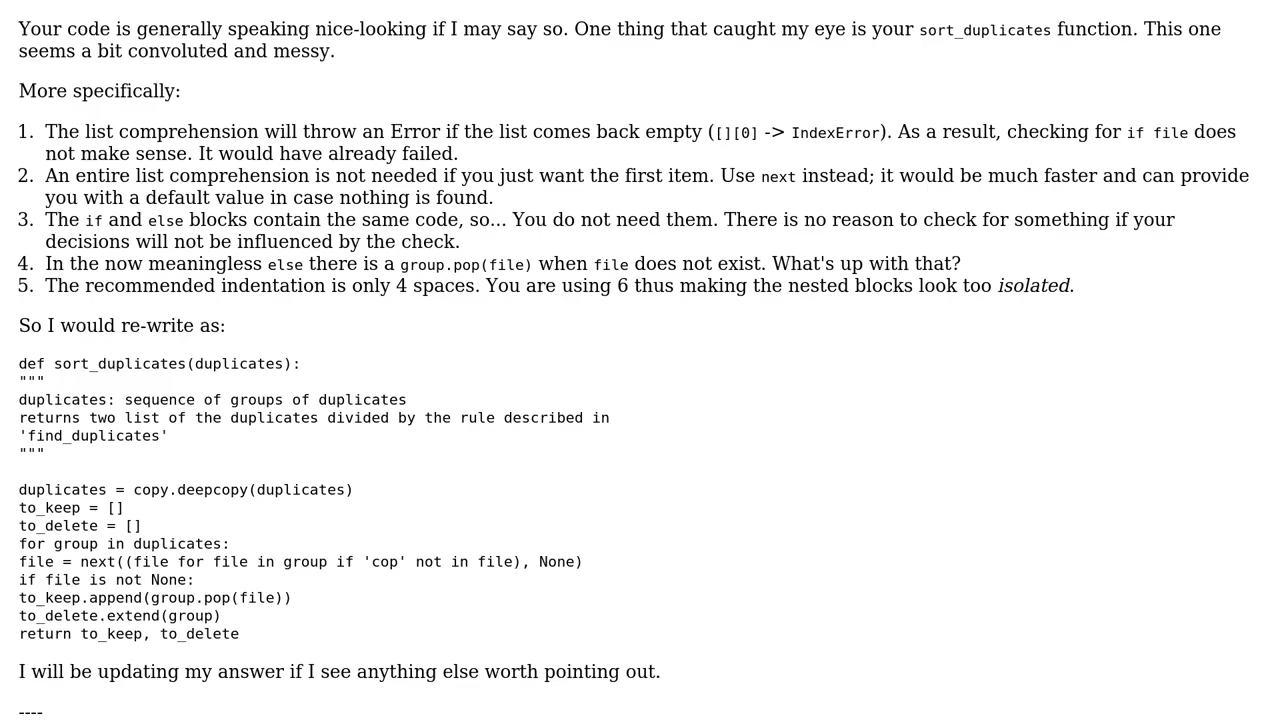 Your code is generally speaking nice-looking if I may say so. One thing that caught my eye is your sort_duplicates function. This one
seems a bit convoluted and messy.
More specifically:
1. The list comprehension will throw an Error if the list comes back empty ([][0] -> IndexError). As a result, checking for if file does
not make sense. It would have already failed.
2. An entire list comprehension is not needed if you just want the first item. Use next instead; it would be much faster and can provide
you with a default value in case nothing is found.
3. The if and else blocks contain the same code, so... You do not need them. There is no reason to check for something if your
decisions will not be influenced by the check.
4. In the now meaningless else there is a group.pop(file) when file does not exist. What's up with that?
5. The recommended indentation is only 4 spaces. You are using 6 thus making the nested blocks look too isolated.
So I would re-write as:
def sort_duplicates(duplicates):
"""
duplicates: sequence of groups of duplicates
returns two list of the duplicates divided by the rule described in
'find_duplicates'
"""
duplicates = copy.deepcopy(duplicates)
to_keep = []
to_delete = []
for group in duplicates:
file = next((file for file in group if 'cop' not in file), None)
if file is not None:
to_keep.append(group.pop(file))
to_delete.extend(group)
return to_keep, to_delete
I will be updating my answer if I see anything else worth pointing out.
----